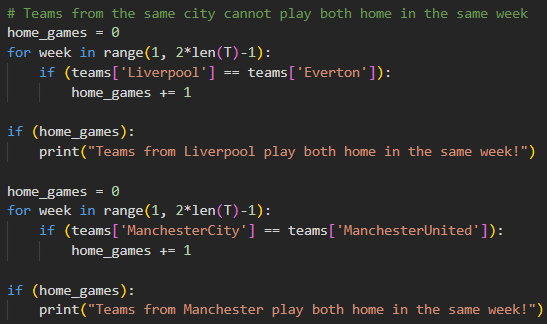 # Teams from the same city cannot play both home in the same week
home_games = 0
for week in range(1, 2*len(T)-1):
    if (teams['Liverpool'] == teams['Everton']):
        home_games += 1

if (home_games):
    print("Teams from Liverpool play both home in the same week!")

home_games = 0
for week in range(1, 2*len(T)-1):
    if (teams['ManchesterCity'] == teams['ManchesterUnited']):
        home_games += 1

if (home_games):
    print("Teams from Manchester play both home in the same week!")